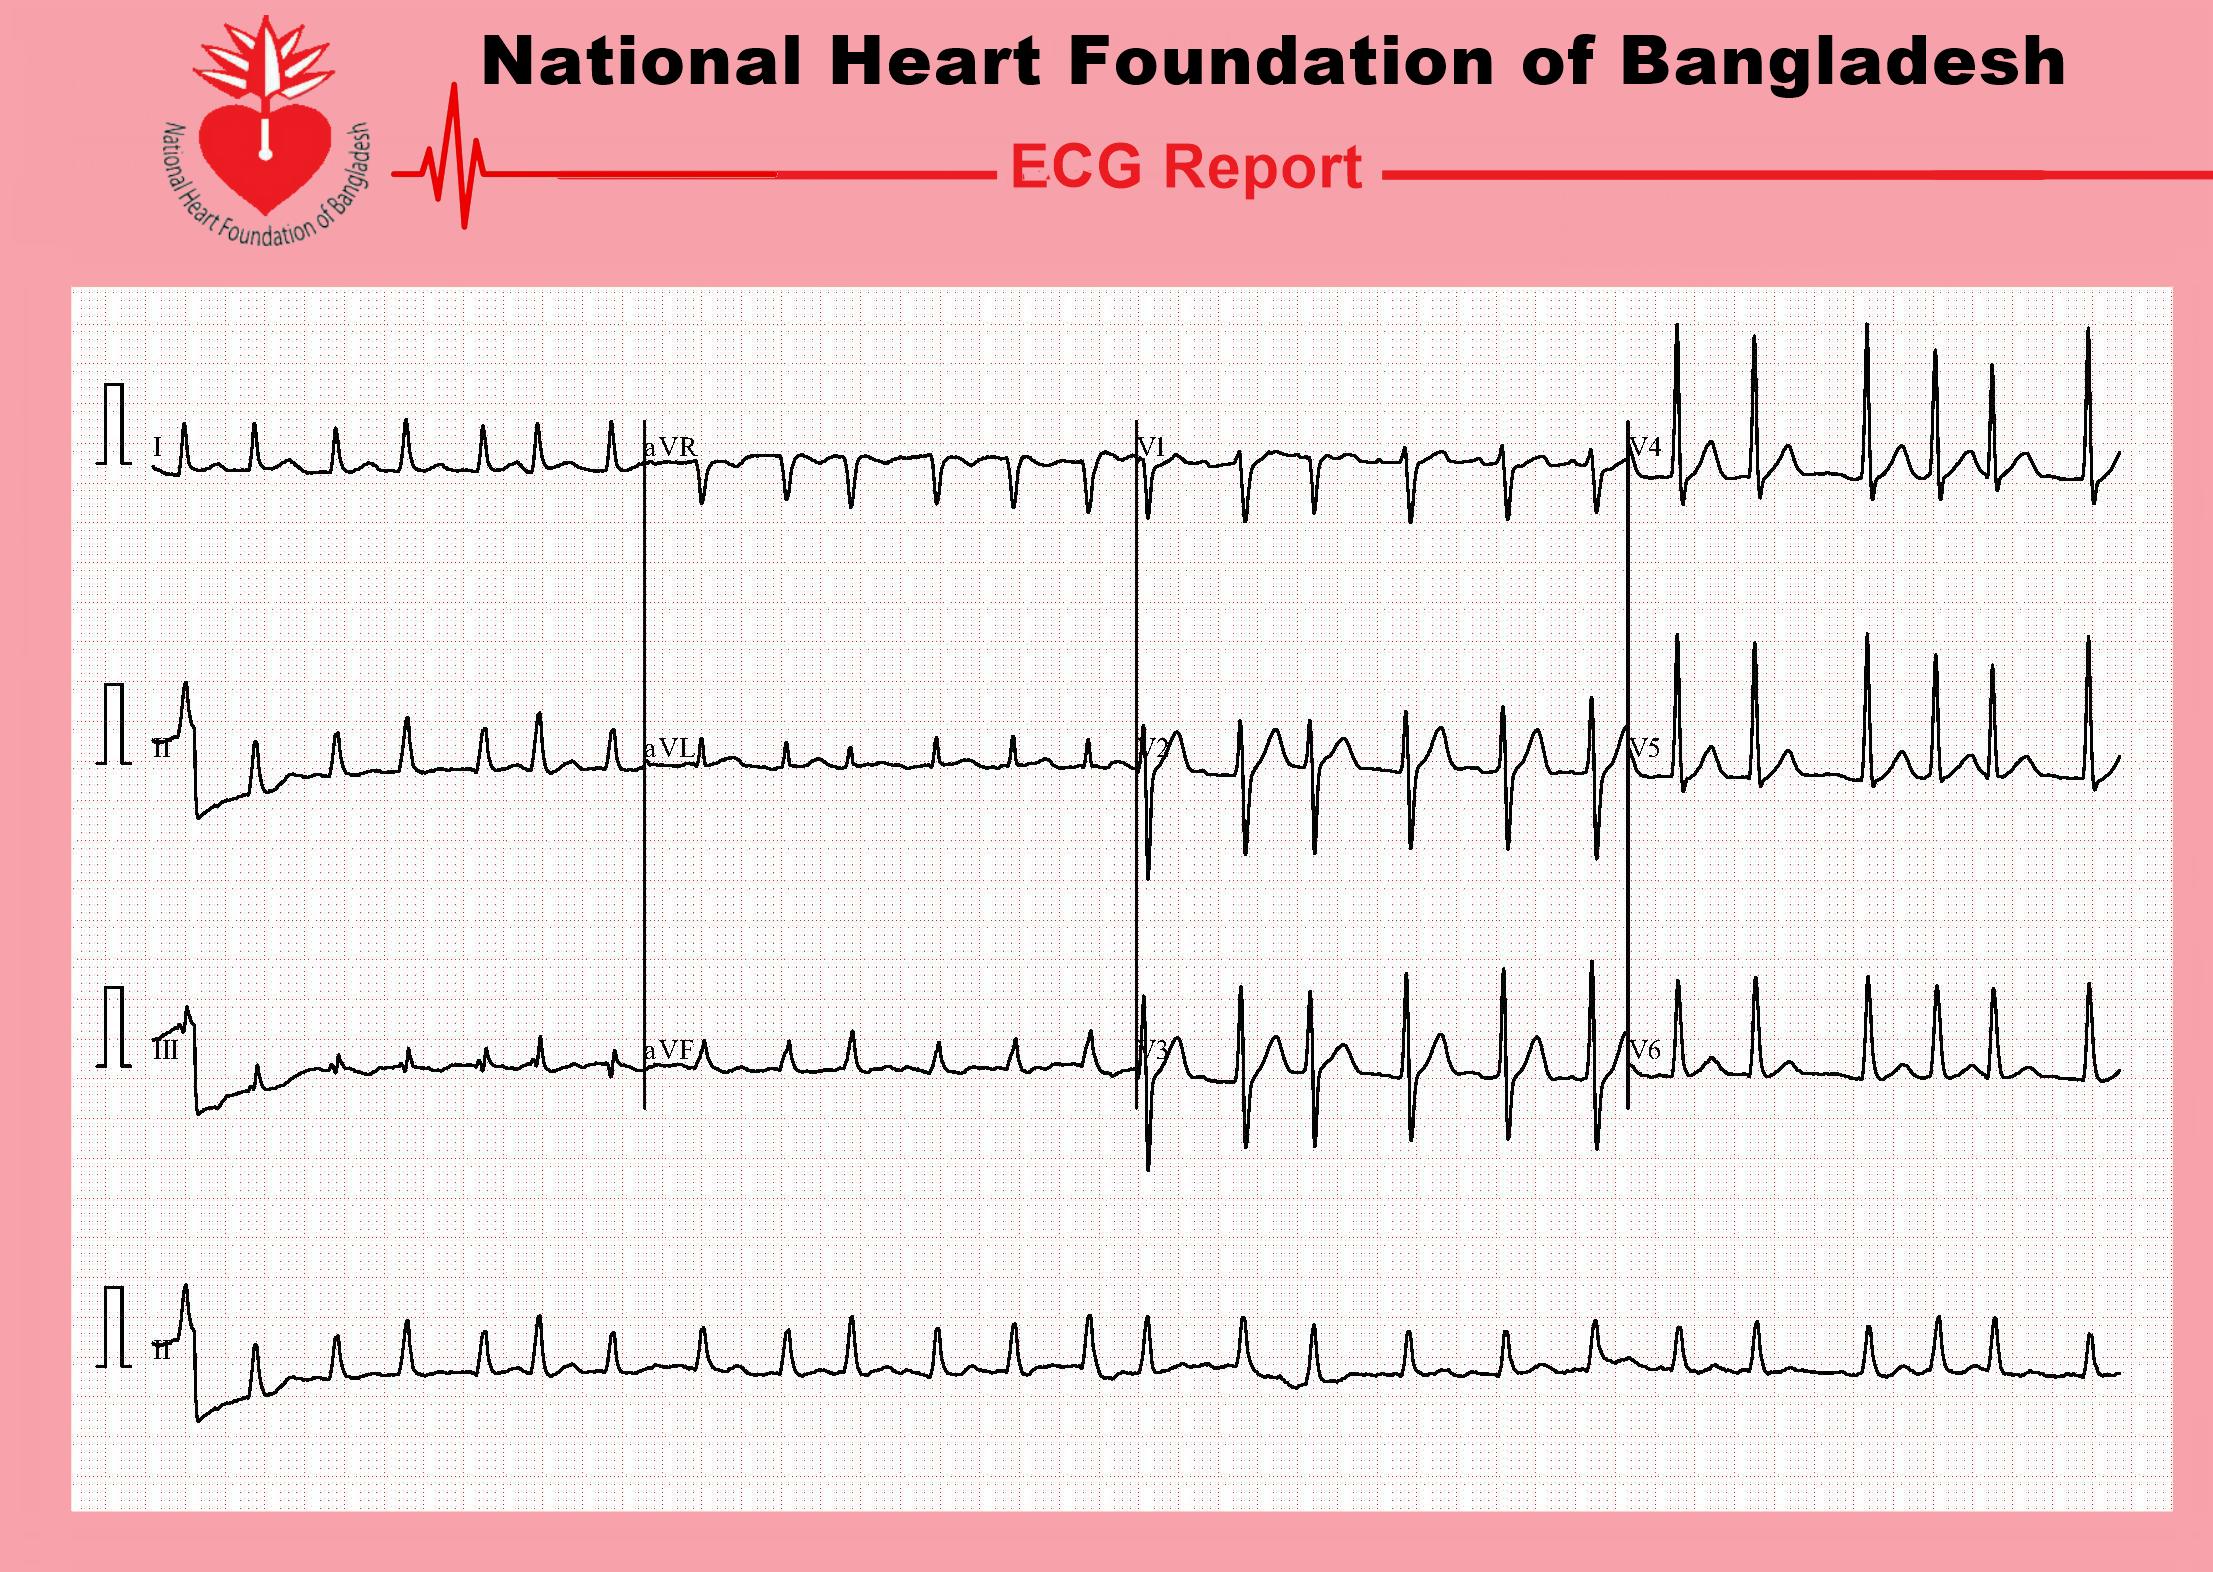 National Heart Foundation of Bangladesh
National Heart Foundation of Bangladesh
ECG Report
I
aVR
V1
V4
II
aVL
V2
V5
III
aVF
V3
V6
II